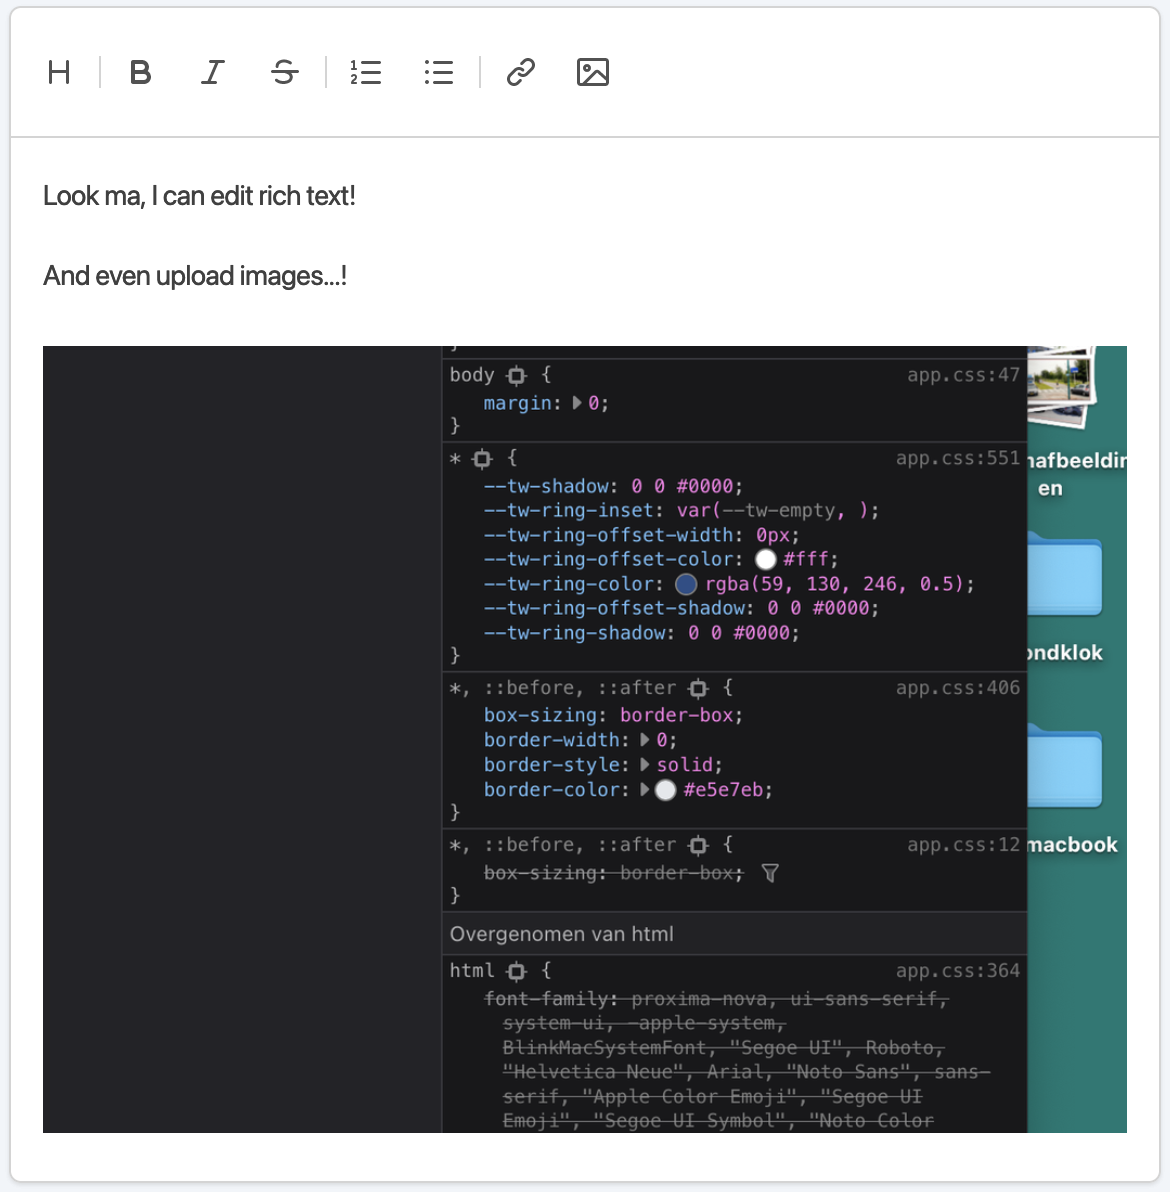 H B I S
Look ma, I can edit rich text!
And even upload images...!
}
body {
app.css:47
margin: 0;
}
* {
app.css:551
--tw-shadow: 0 0 #0000;
--tw-ring-inset: var(--tw-empty, );
--tw-ring-offset-width: 0px;
--tw-ring-offset-color: #fff;
--tw-ring-color: rgba(59, 130, 246, 0.5);
--tw-ring-offset-shadow: 0 0 #0000;
--tw-ring-shadow: 0 0 #0000;
}
*, ::before, ::after {
app.css:406
box-sizing: border-box;
border-width: 0;
border-style: solid;
border-color: #e5e7eb;
}
*, ::before, ::after {
app.css:12
box-sizing: border-box;
}
Overgenomen van html
html {
app.css:364
font-family: proxima-nova, ui-sans-serif,
system-ui, -apple-system,
BlinkMacSystemFont, "Segoe UI", Roboto,
"Helvetica Neue", Arial, "Noto Sans", sans-
serif, "Apple Color Emoji", "Segoe UI
Emoji", "Segoe UI Symbol", "Noto Color
afbeeldin
en
ondklok
macbook